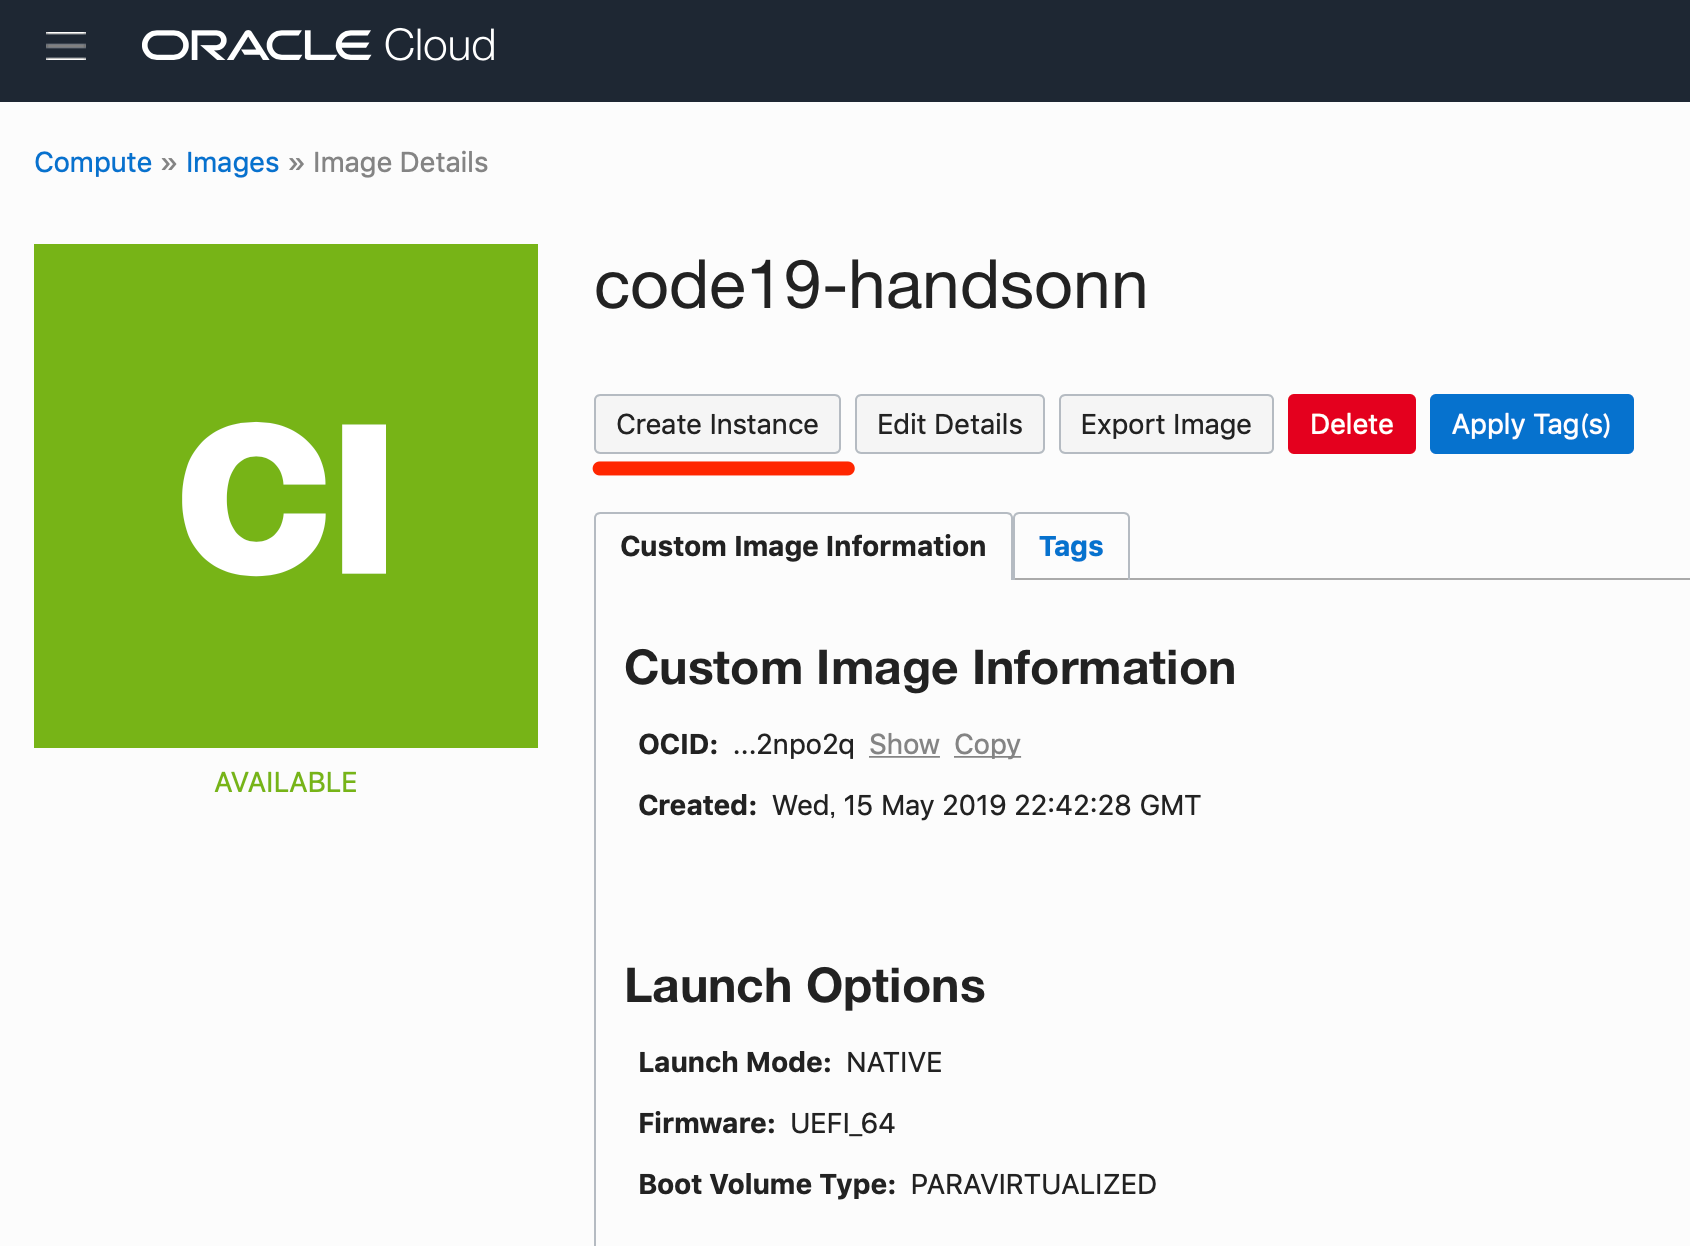 ORACLE Cloud
Compute » Images » Image Details
CI
AVAILABLE
code19-handsonn
Create Instance Edit Details Export Image Delete Apply Tag(s)
Custom Image Information Tags
Custom Image Information
OCID: ...2npo2q Show Copy
Created: Wed, 15 May 2019 22:42:28 GMT
Launch Options
Launch Mode: NATIVE
Firmware: UEFI_64
Boot Volume Type: PARAVIRTUALIZED